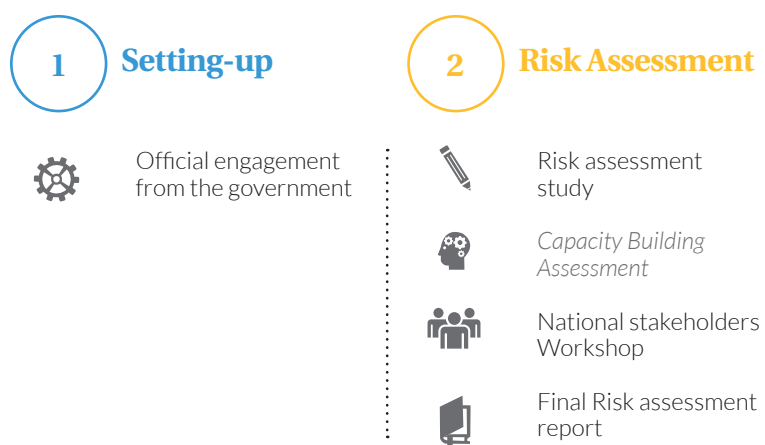 1
Setting-up
Official engagement
from the government
2
Risk Assessment
Risk assessment
study
Capacity Building
Assessment
National stakeholders
Workshop
Final Risk assessment
report